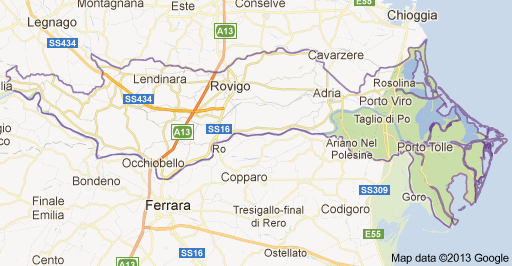 Montagnana
Conselve
E55
Chioggia
Legnago
SS434
A13
SS16
Cavarzere
Lendinara
Rovigo
Rosolina
SS434
Adria
Porto Viro
Taglio di Po
A13
SS16
Ariano Nel
Polesine
Porto Tolle
Occhiobello
Ro
Bondeno
Copparo
SS309
Goro
Finale
Emilia
Ferrara
Tresigallo-final
di Rero
Codigoro
E55
Cento
SS16
Ostellato
Map data ©2013 Google